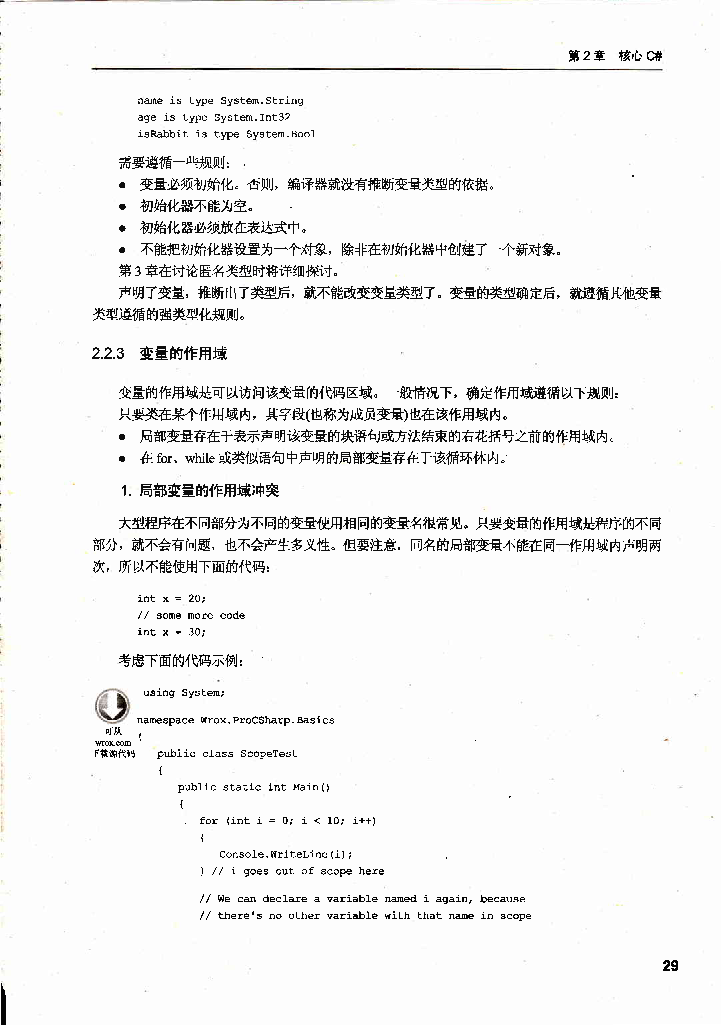 第 2 章 核心 C#
name is type System.String
age is type System.Int32
isRabbit is type System.Bool
需要遵循一些规则：
● 变量必须初始化。否则，编译器就没有推断变量类型的依据。
● 初始化器不能为空。
● 初始化器必须放在表达式中。
● 不能把初始化器设置为一个对象，除非在初始化器中创建了一个新对象。
第 3 章在讨论匿名类型时将详细探讨。
声明了变量，推断出了类型后，就不能改变变量类型了。变量的类型确定后，就遵循其他变量
类型遵循的强类型化规则。
2.2.3 变量的作用域
变量的作用域是可以访问该变量的代码区域。一般情况下，确定作用域遵循以下规则：
只要类在某个作用域内，其字段(也称为成员变量)也在该作用域内。
● 局部变量存在于表示声明该变量的块语句或方法结束的右花括号之前的作用域内。
● 在 for、while 或类似语句中声明的局部变量存在于该循环体内。
1. 局部变量的作用域冲突
大型程序在不同部分为不同的变量使用相同的变量名很常见。只要变量的作用域是程序的不同
部分，就不会有问题，也不会产生多义性。但要注意，同名的局部变量不能在同一作用域内声明两
次，所以不能使用下面的代码：
int x = 20;
// some more code
int x = 30;
考虑下面的代码示例：
using System;
namespace Wrox.ProCSharp.Basics
可从
{
wrox.com
下载源代码
public class ScopeTest
{
public static int Main()
{
for (int i = 0; i < 10; i++)
{
Console.WriteLine(i);
} // i goes out of scope here
// We can declare a variable named i again, because
// there's no other variable with that name in scope
29